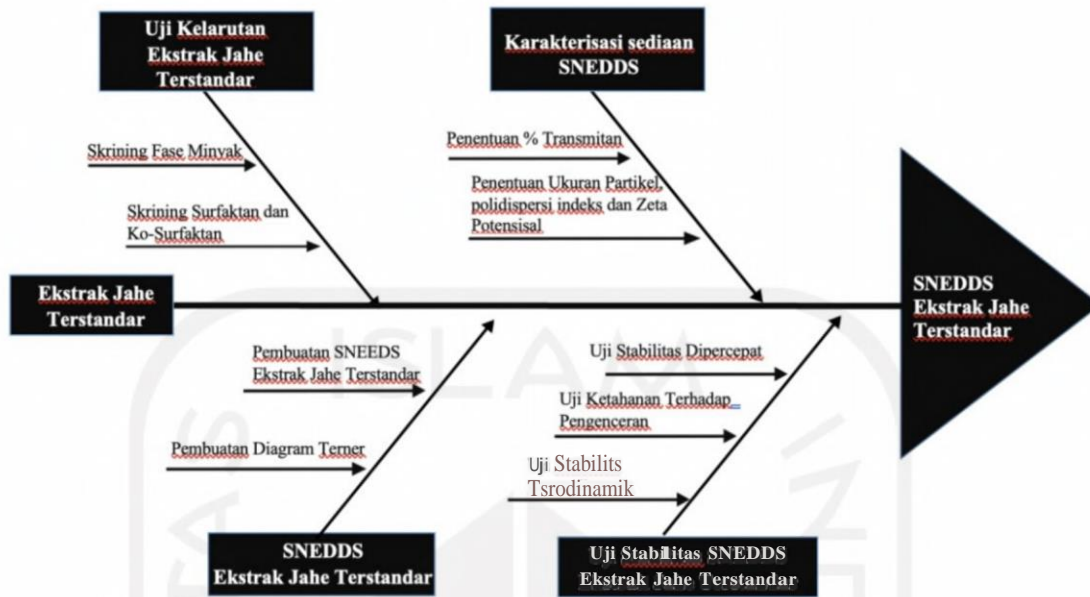 Uji Kelarutan
Ekstrak Jahe
Terstandar
Karakterisasi sediaan
SNEDDS
Skrining Fase Minyak
Skrining Surfaktan dan
Ko-Surfaktan
Penentuan % Transmitan
Penentuan Ukuran Partikel,
polidispersi indeks dan Zeta
Potensisal
Ekstrak Jahe
Terstandar
SNEDDS
Ekstrak Jahe
Terstandar
ISLAM
Pembuatan SNEEDS
Ekstrak Jahe Terstandar
Pembuatan Diagram Terner
Uji Stabilitas Dipercepat
Uji Ketahanan Terhadap
Pengenceran
Uji Stabilits
Tsrodinamik
SNEDDS
Ekstrak Jahe Terstandar
Uji Stabilitas SNEDDS
Ekstrak Jahe Terstandar